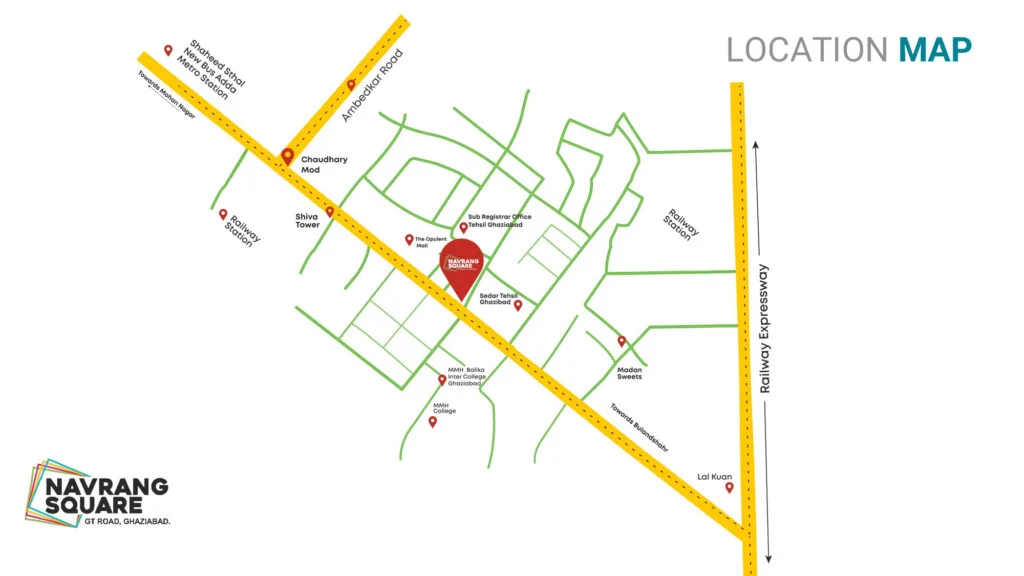 LOCATION MAP
Shaheed Sthal
New Bus Adda
Metro Station
Towards Mohan Nagar
Ambedkar Road
Chaudhary
Mod
Shiva
Tower
Railway
Station
Sub Registrar Office
Tehsil Ghaziabad
The Opulent
Mall
NAVRANG
SQUARE
Sedar Tehsil
Ghazibad
Railway
Station
Railway Expressway
MMH Balika
Inter College
Ghaziabad
MMH
College
Madan
Sweets
Towards Bulandshahr
Lal Kuan
NAVRANG
SQUARE
GT ROAD, GHAZIABAD.